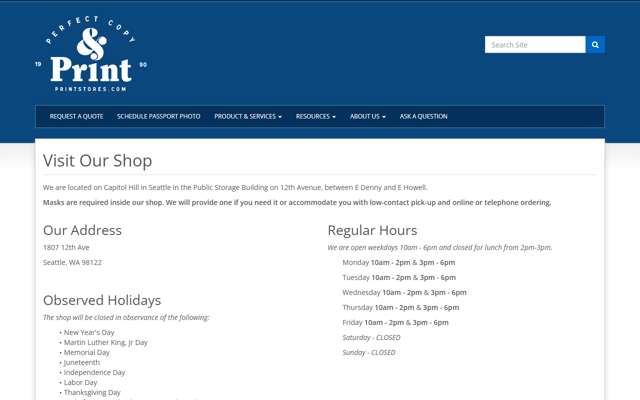 PERFECT COPY
&
19 90
Print
PRINTSTORES.COM
Search Site
REQUEST A QUOTE SCHEDULE PASSPORT PHOTO PRODUCT & SERVICES RESOURCES ABOUT US ASK A QUESTION
Visit Our Shop
We are located on Capitol Hill in Seattle in the Public Storage Building on 12th Avenue, between E Denny and E Howell.
Masks are required inside our shop. We will provide one if you need it or accommodate you with low-contact pick-up and online or telephone ordering.
Our Address
1807 12th Ave
Seattle, WA 98122
Observed Holidays
The shop will be closed in observance of the following:
• New Year's Day
• Martin Luther King, Jr Day
• Memorial Day
• Juneteenth
• Independence Day
• Labor Day
• Thanksgiving Day
Regular Hours
We are open weekdays 10am - 6pm and closed for lunch from 2pm-3pm.
Monday 10am - 2pm & 3pm - 6pm
Tuesday 10am - 2pm & 3pm - 6pm
Wednesday 10am - 2pm & 3pm - 6pm
Thursday 10am - 2pm & 3pm - 6pm
Friday 10am - 2pm & 3pm - 6pm
Saturday - CLOSED
Sunday - CLOSED